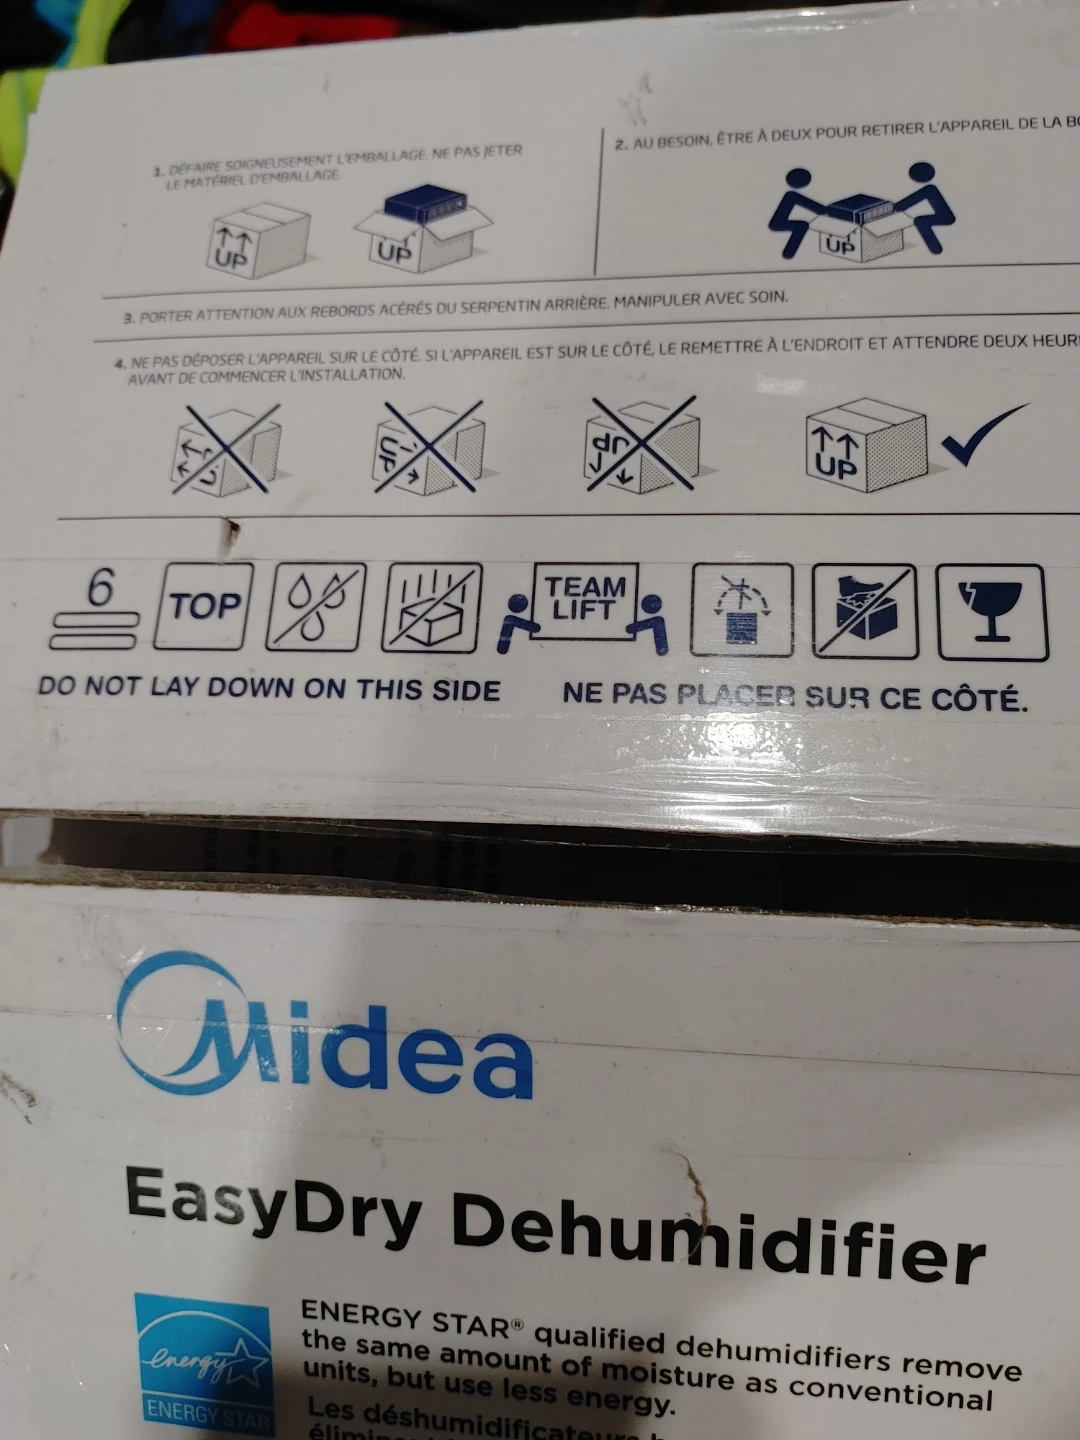 1. DÉFAIRE SOIGNEUSEMENT L'EMBALLAGE. NE PAS JETER
LE MATÉRIEL D'EMBALLAGE.
UP
UP
2. AU BESOIN, ÊTRE À DEUX POUR RETIRER L'APPAREIL DE LA
UP
3. PORTER ATTENTION AUX REBORDS ACÉRÉS DU SERPENTIN ARRIÈRE. MANIPULER AVEC SOIN.
4. NE PAS DÉPOSER L'APPAREIL SUR LE CÔTÉ. SI L'APPAREIL EST SUR LE CÔTÉ, LE REMETTRE À L'ENDROIT ET ATTENDRE DEUX HEUR
AVANT DE COMMENCER L'INSTALLATION.
UP
UP
UP
6
TOP
TEAM
LIFT
DO NOT LAY DOWN ON THIS SIDE
NE PAS PLACER SUR CE CÔTÉ.
Midea
EasyDry Dehumidifier
energy
ENERGY STAR
ENERGY STAR® qualified dehumidifiers remove
the same amount of moisture as conventional
units, but use less energy.
Les déshumidificateurs